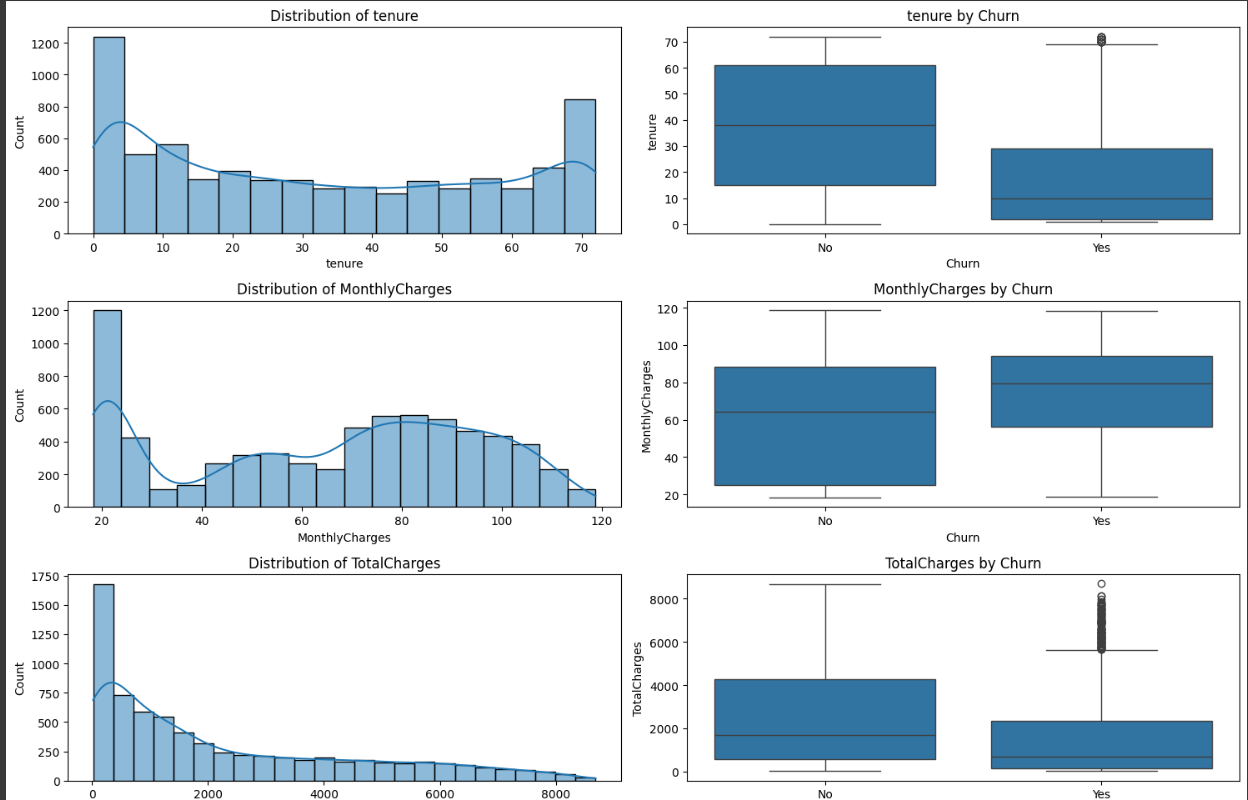 Distribution of tenure
1200
1000
800
600
400
200
0
Count
0 10 20 30 40 50 60 70
tenure
tenure by Churn
70
60
50
40
30
20
10
0
tenure
No Yes
Churn
Distribution of MonthlyCharges
1200
1000
800
600
400
200
0
Count
20 40 60 80 100 120
MonthlyCharges
MonthlyCharges by Churn
120
100
80
60
40
20
MonthlyCharges
No Yes
Churn
Distribution of TotalCharges
1750
1500
1250
1000
750
500
250
0
Count
0 2000 4000 6000 8000
TotalCharges by Churn
8000
6000
4000
2000
0
TotalCharges
No Yes